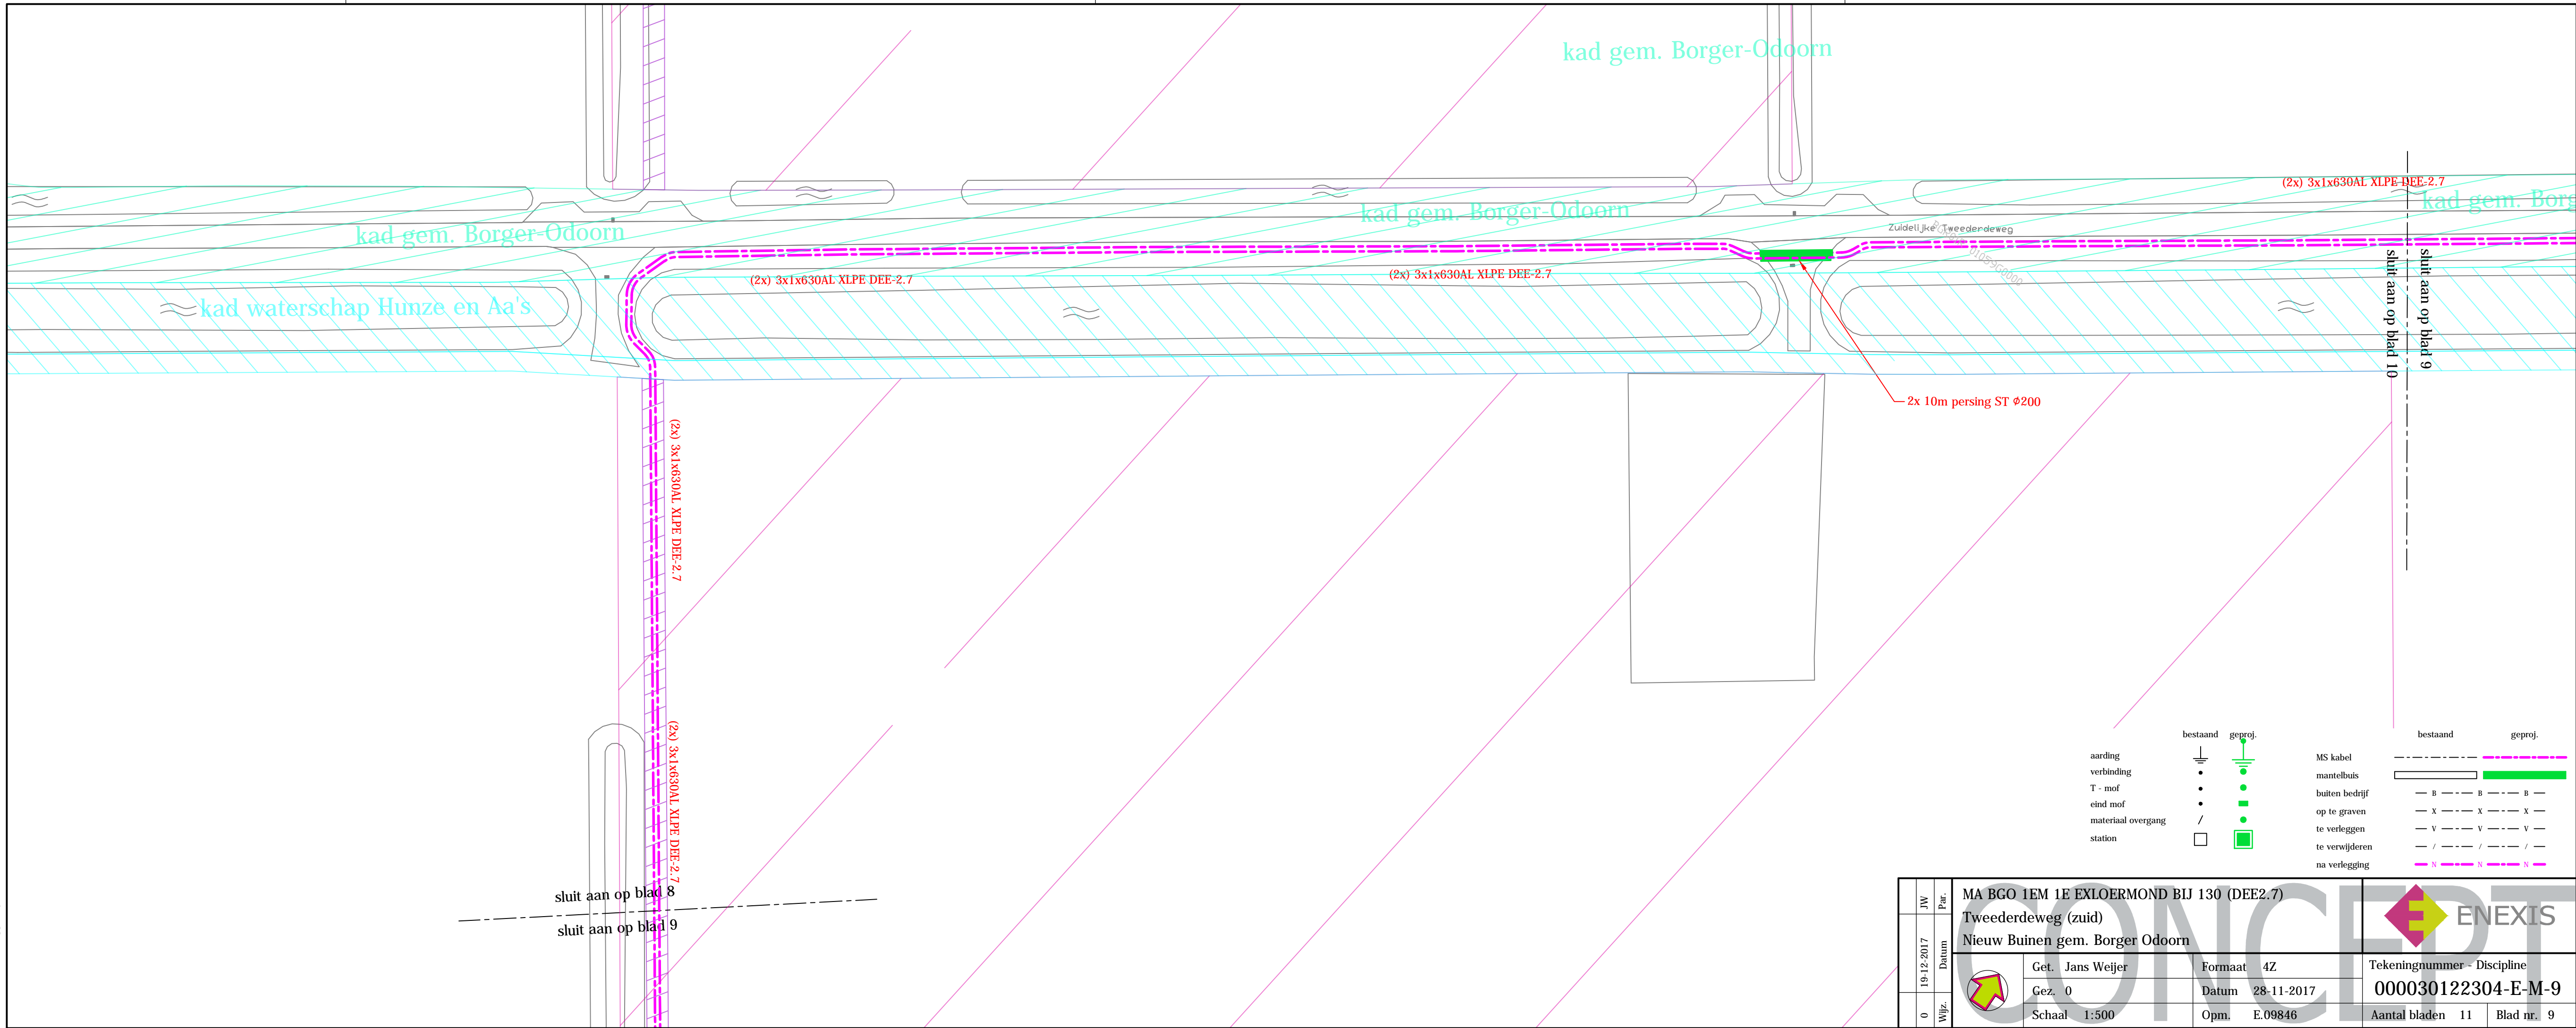 kad gem. Borger-Odoorn
(2x) 3x1x630AL XLPE DEE-2.7
kad gem. Borg
kad gem. Borger-Odoorn
kad gem. Borger-Odoorn
Zuidelijke Tweederdeweg
(2x) 3x1x630AL XLPE DEE-2.7
(2x) 3x1x630AL XLPE DEE-2.7
kad waterschap Hunze en Aa's
sluit aan op blad 10
sluit aan op blad 9
2x 10m persing ST Ø200
(2x) 3x1x630AL XLPE DEE-2.7
(2x) 3x1x630AL XLPE DEE-2.7
sluit aan op blad 8
sluit aan op blad 9
bestaand geproj.
aarding
verbinding
T - mof
eind mof
materiaal overgang
station
bestaand geproj.
MS kabel
mantelbuis
buiten bedrijf B B B
op te graven X X X
te verleggen V V V
te verwijderen / / /
na verlegging N N N
CONCEPT
0 19-12-2017 JW
Wijz. Datum Par.
MA BGO 1EM 1E EXLOERMOND BIJ 130 (DEE2.7)
Tweederdeweg (zuid)
Nieuw Buinen gem. Borger Odoorn
ENEXIS
Get. Jans Weijer
Formaat 4Z
Gez. 0
Datum 28-11-2017
Schaal 1:500
Opm. E.09846
Tekeningnummer - Discipline
000030122304-E-M-9
Aantal bladen 11
Blad nr. 9